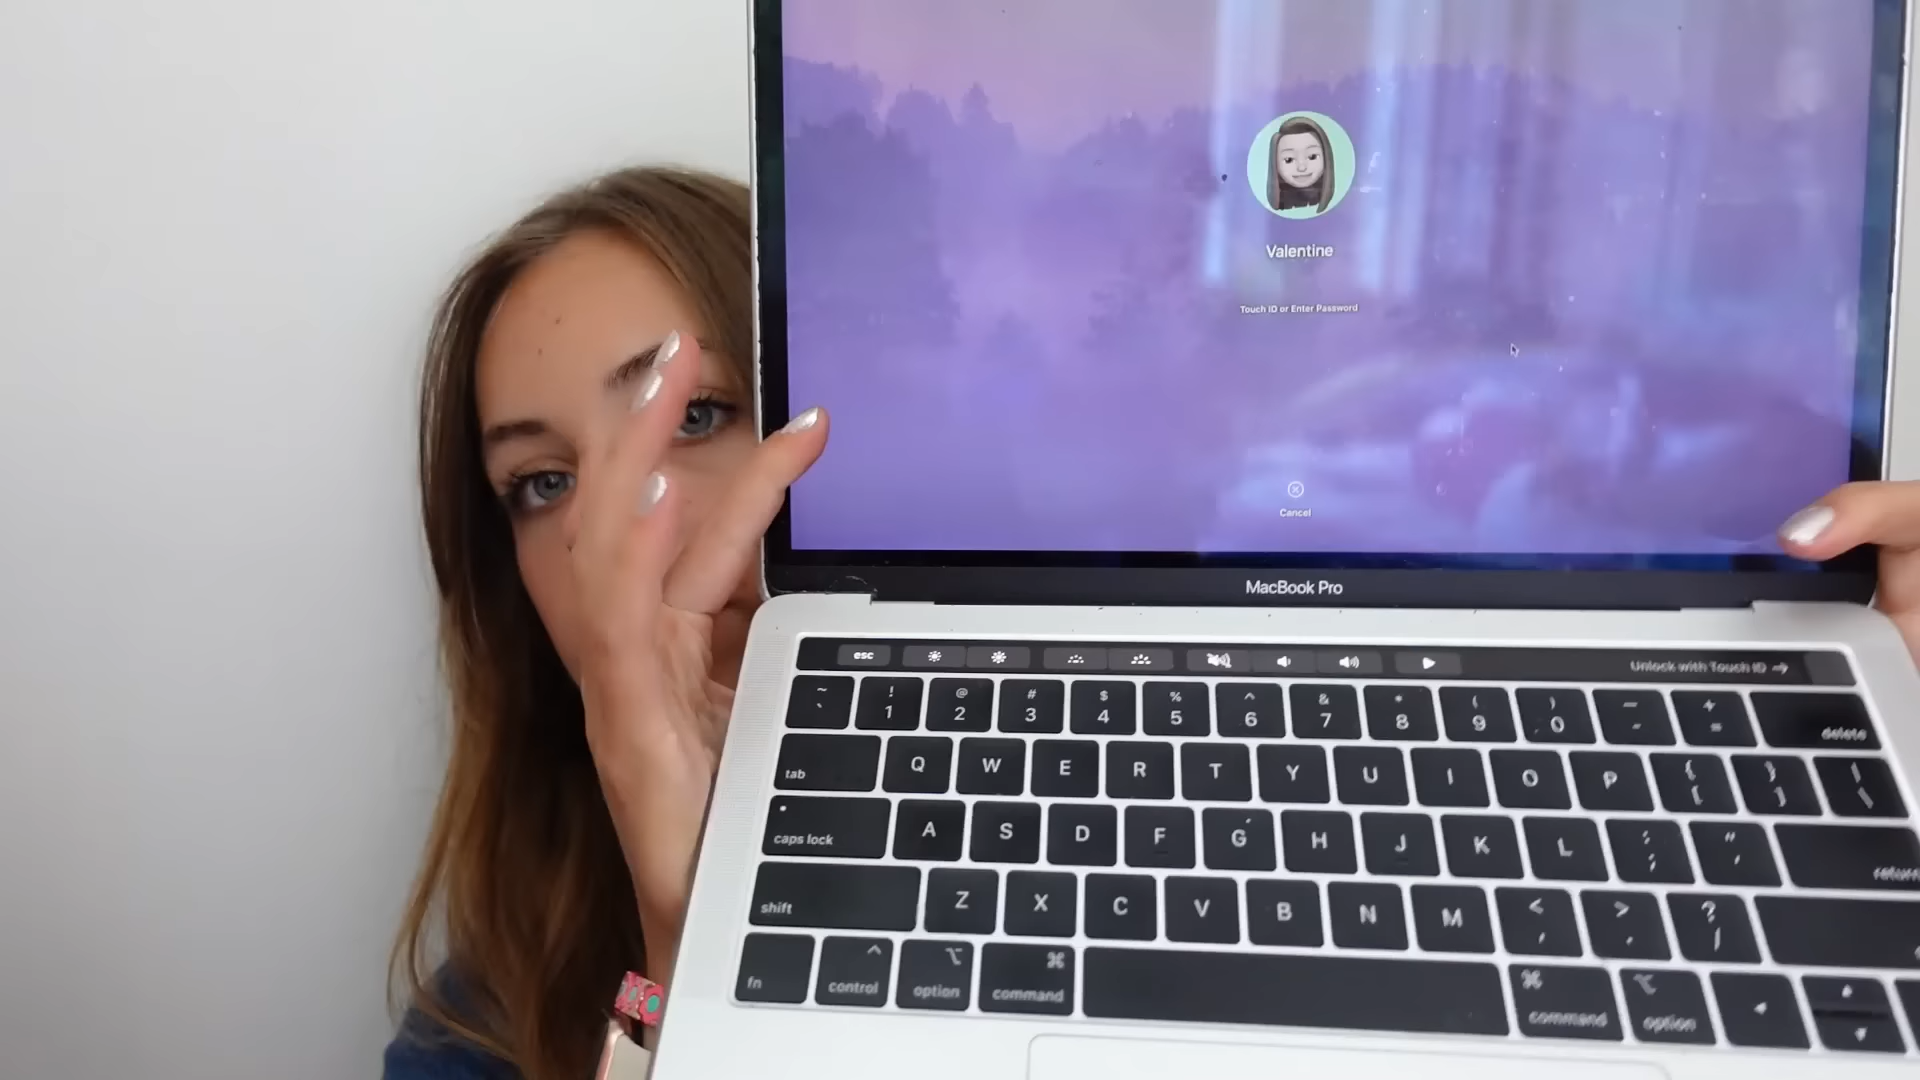 Valentine
Touch ID or Enter Password
Cancel
MacBook Pro
esc Unlock with Touch ID →
~ ! @ # $ % ^ & * ( ) — +
` 1 2 3 4 5 6 7 8 9 0 - = delete
tab Q W E R T Y U I O P { [ } ] | \
caps lock A S D F G H J K L : ; " ' return
shift Z X C V B N M < , > . ? /
fn ^ control ⌥ option ⌘ command ⌘ command ⌥ option